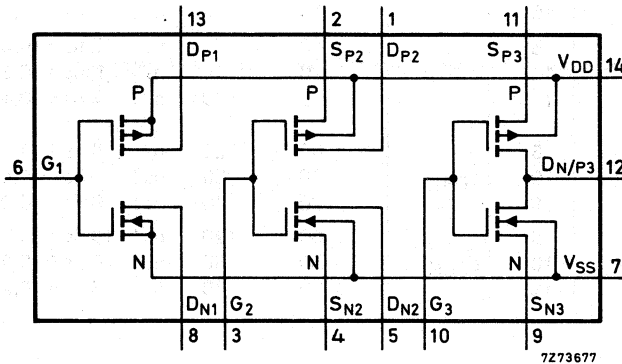 13 2 1 11
DP1 SP2 DP2 SP3 VDD 14
P P P
6 G1 DN/P3 12
N N N VSS 7
DN1 G2 SN2 DN2 G3 SN3
8 3 4 5 10 9
7Z73677